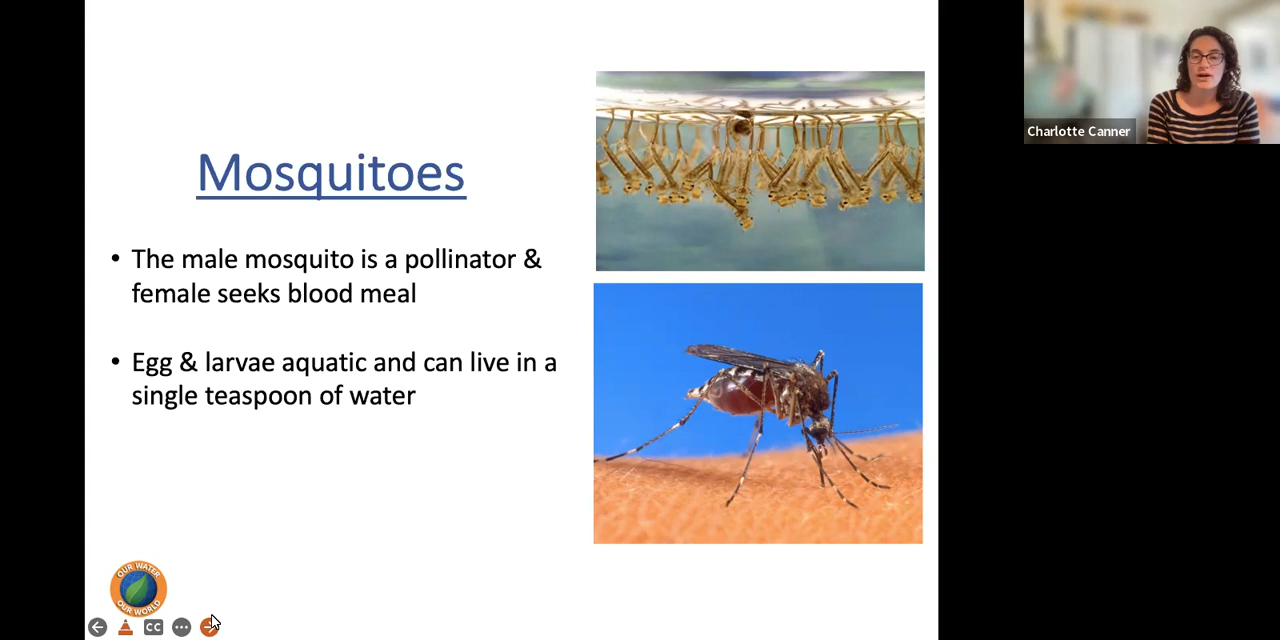 Mosquitoes
• The male mosquito is a pollinator &
female seeks blood meal
• Egg & larvae aquatic and can live in a
single teaspoon of water
OUR WATER
OUR WORLD
CC
Charlotte Canner